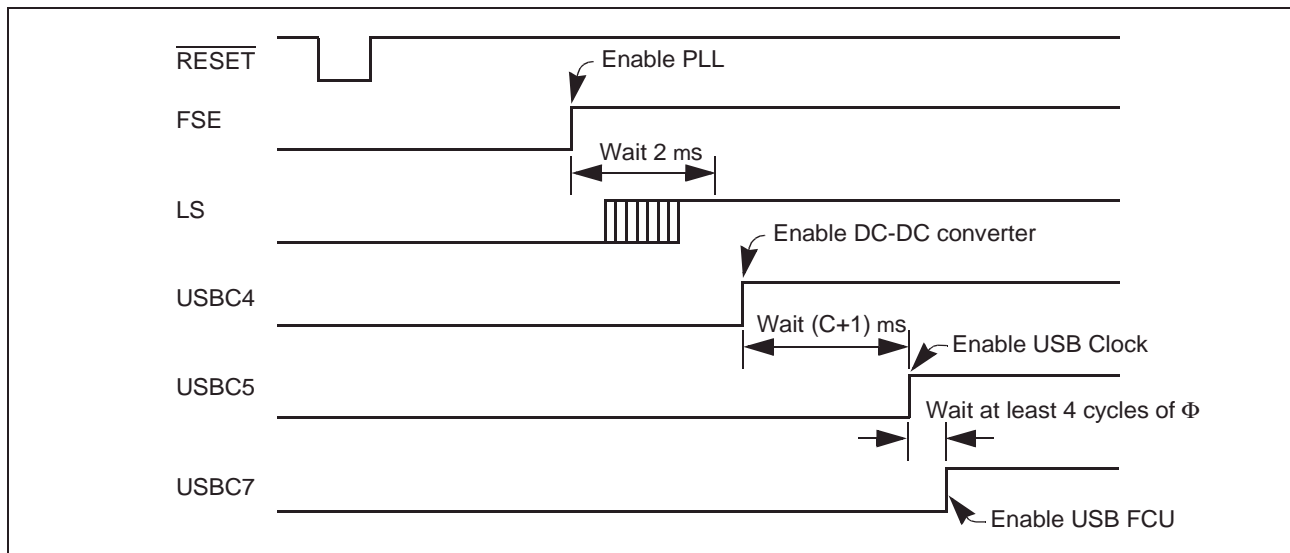 RESET
Enable PLL
FSE
Wait 2 ms
LS
Enable DC-DC converter
USBC4
Wait (C+1) ms
Enable USB Clock
USBC5
Wait at least 4 cycles of Φ
USBC7
Enable USB FCU